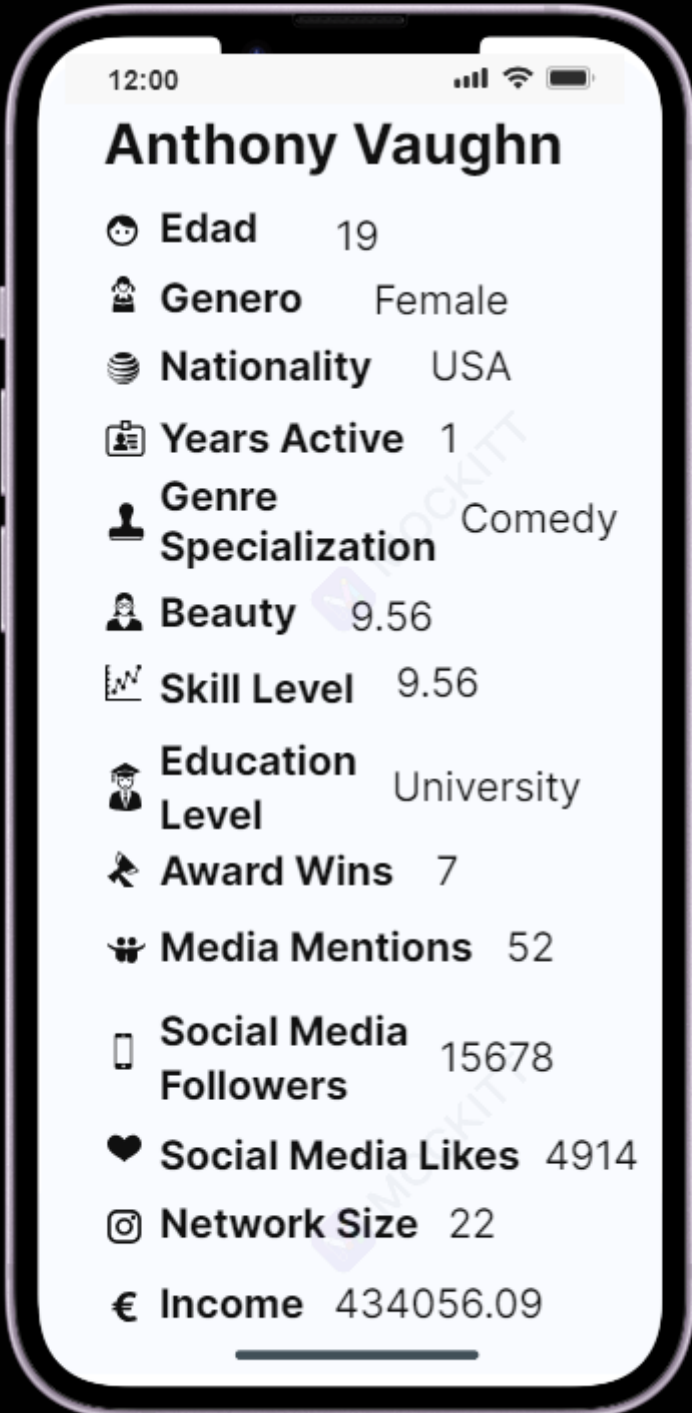 12:00
Anthony Vaughn
Edad 19
Genero Female
Nationality USA
Years Active 1
Genre
Specialization Comedy
Beauty 9.56
Skill Level 9.56
Education
Level University
Award Wins 7
Media Mentions 52
Social Media
Followers 15678
Social Media Likes 4914
Network Size 22
€ Income 434056.09
MOCKITT
MOCKITT